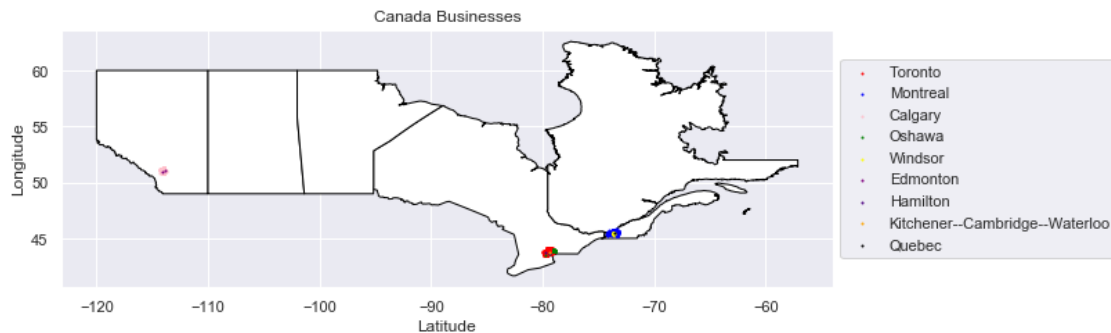 Canada Businesses
60
55
50
45
Longitude
−120
−110
−100
−90
−80
−70
−60
Latitude
Toronto
Montreal
Calgary
Oshawa
Windsor
Edmonton
Hamilton
Kitchener--Cambridge--Waterloo
Quebec